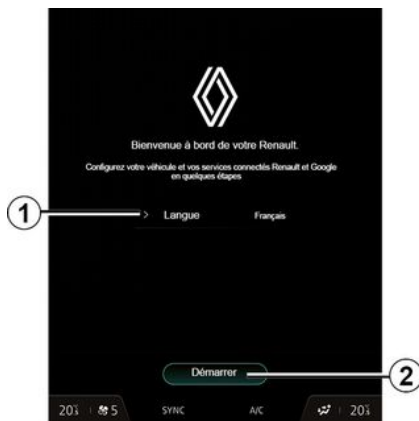 Bienvenue à bord de votre Renault.
Configurez votre véhicule et vos services connectés Renault et Google
en quelques étapes
1
> Langue Français
Démarrer
2
20 5 SYNC A/C 20